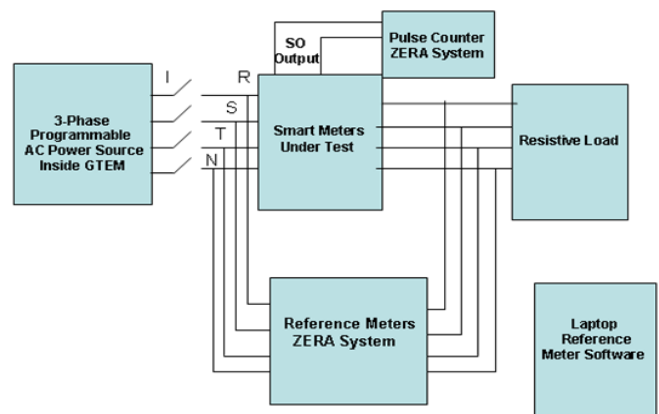 Pulse Counter
ZERA System
SO
Output
I
R
S
T
N
3-Phase
Programmable
AC Power Source
Inside GTEM
Smart Meters
Under Test
Resistive Load
Reference Meters
ZERA System
Laptop
Reference
Meter Software